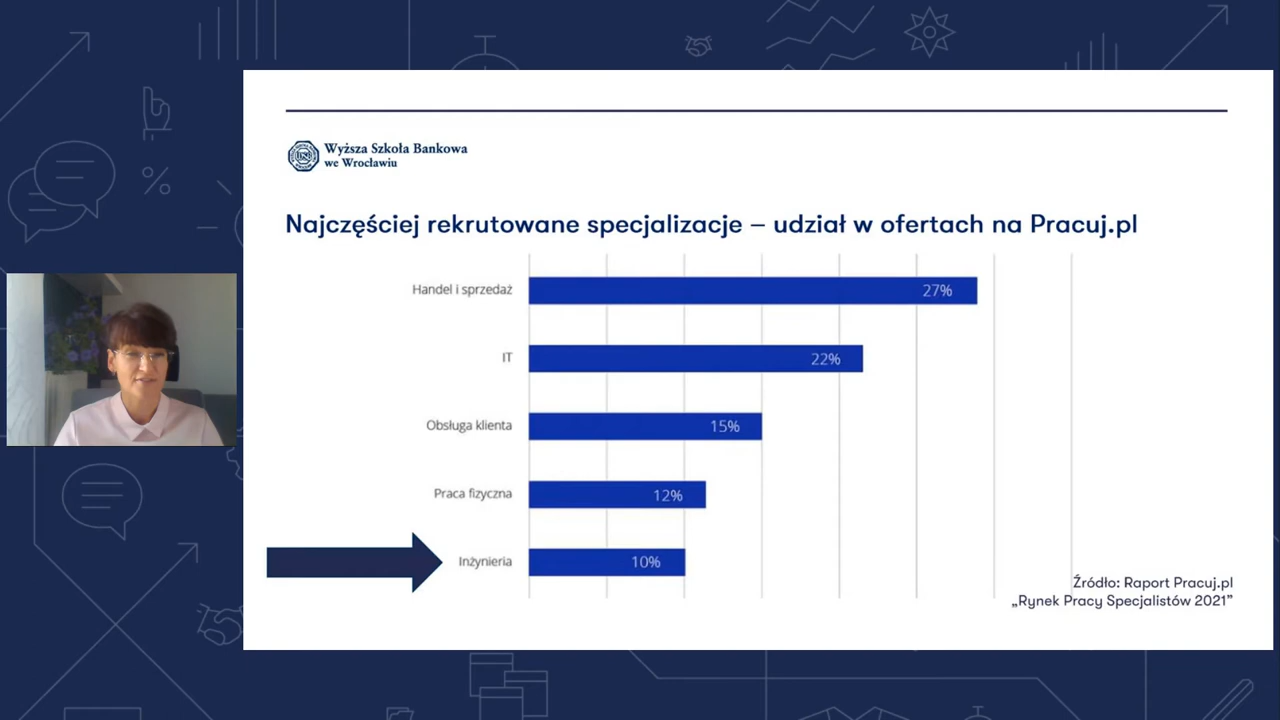 Wyższa Szkoła Bankowa
we Wrocławiu
Najczęściej rekrutowane specjalizacje – udział w ofertach na Pracuj.pl
Handel i sprzedaż 27%
IT 22%
Obsługa klienta 15%
Praca fizyczna 12%
Inżynieria 10%
Źródło: Raport Pracuj.pl
„Rynek Pracy Specjalistów 2021”
%